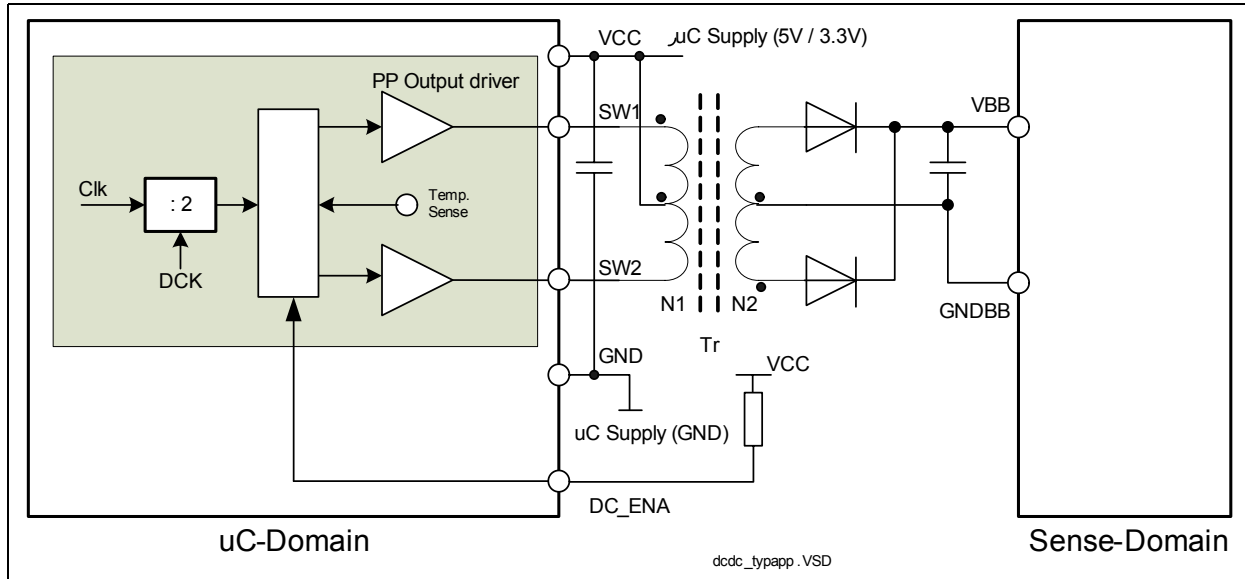 VCC
µuC Supply (5V / 3.3V)
PP Output driver
SW1
VBB
Clk
: 2
Temp.
Sense
DCK
SW2
N1
N2
GNDBB
Tr
GND
VCC
uC Supply (GND)
DC_ENA
uC-Domain
Sense-Domain
dcdc_typapp .VSD